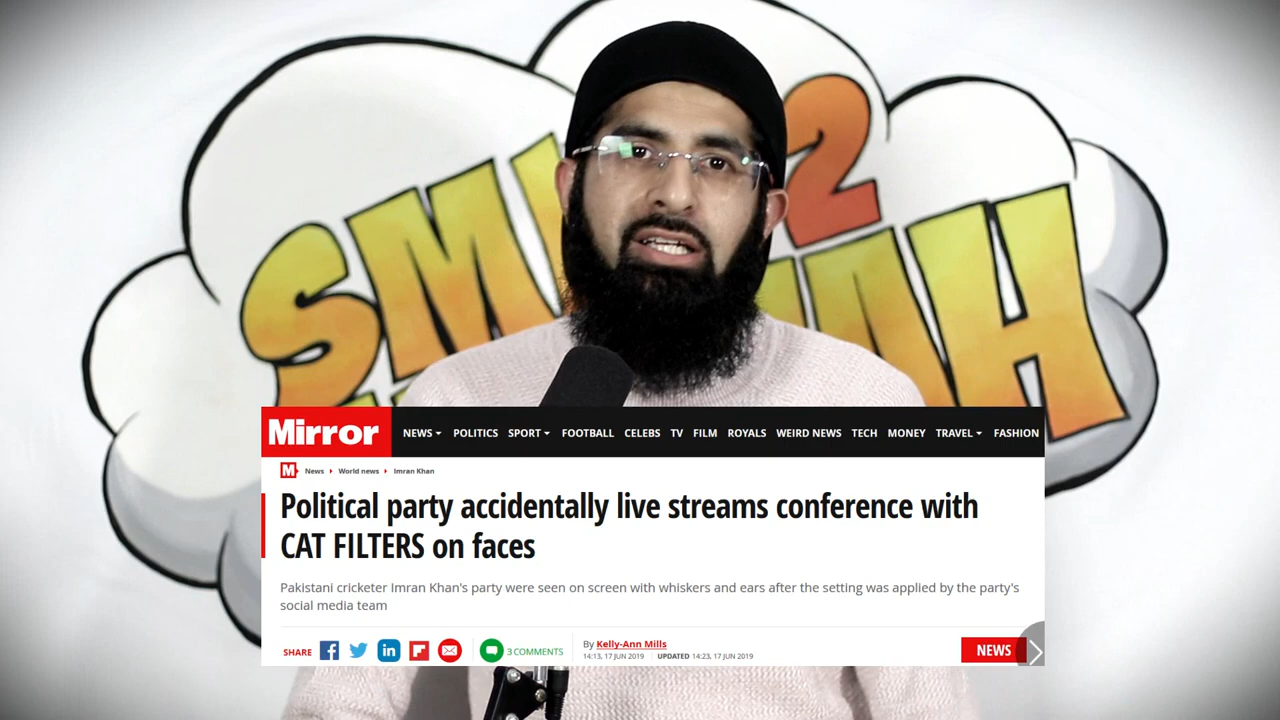 SMI
2
AH
Mirror
NEWS POLITICS SPORT FOOTBALL CELEBS TV FILM ROYALS WEIRD NEWS TECH MONEY TRAVEL FASHION
M News World news Imran Khan
Political party accidentally live streams conference with
CAT FILTERS on faces
Pakistani cricketer Imran Khan's party were seen on screen with whiskers and ears after the setting was applied by the party's
social media team
SHARE 3 COMMENTS By Kelly-Ann Mills NEWS
14:13, 17 JUN 2019 UPDATED 14:23, 17 JUN 2019